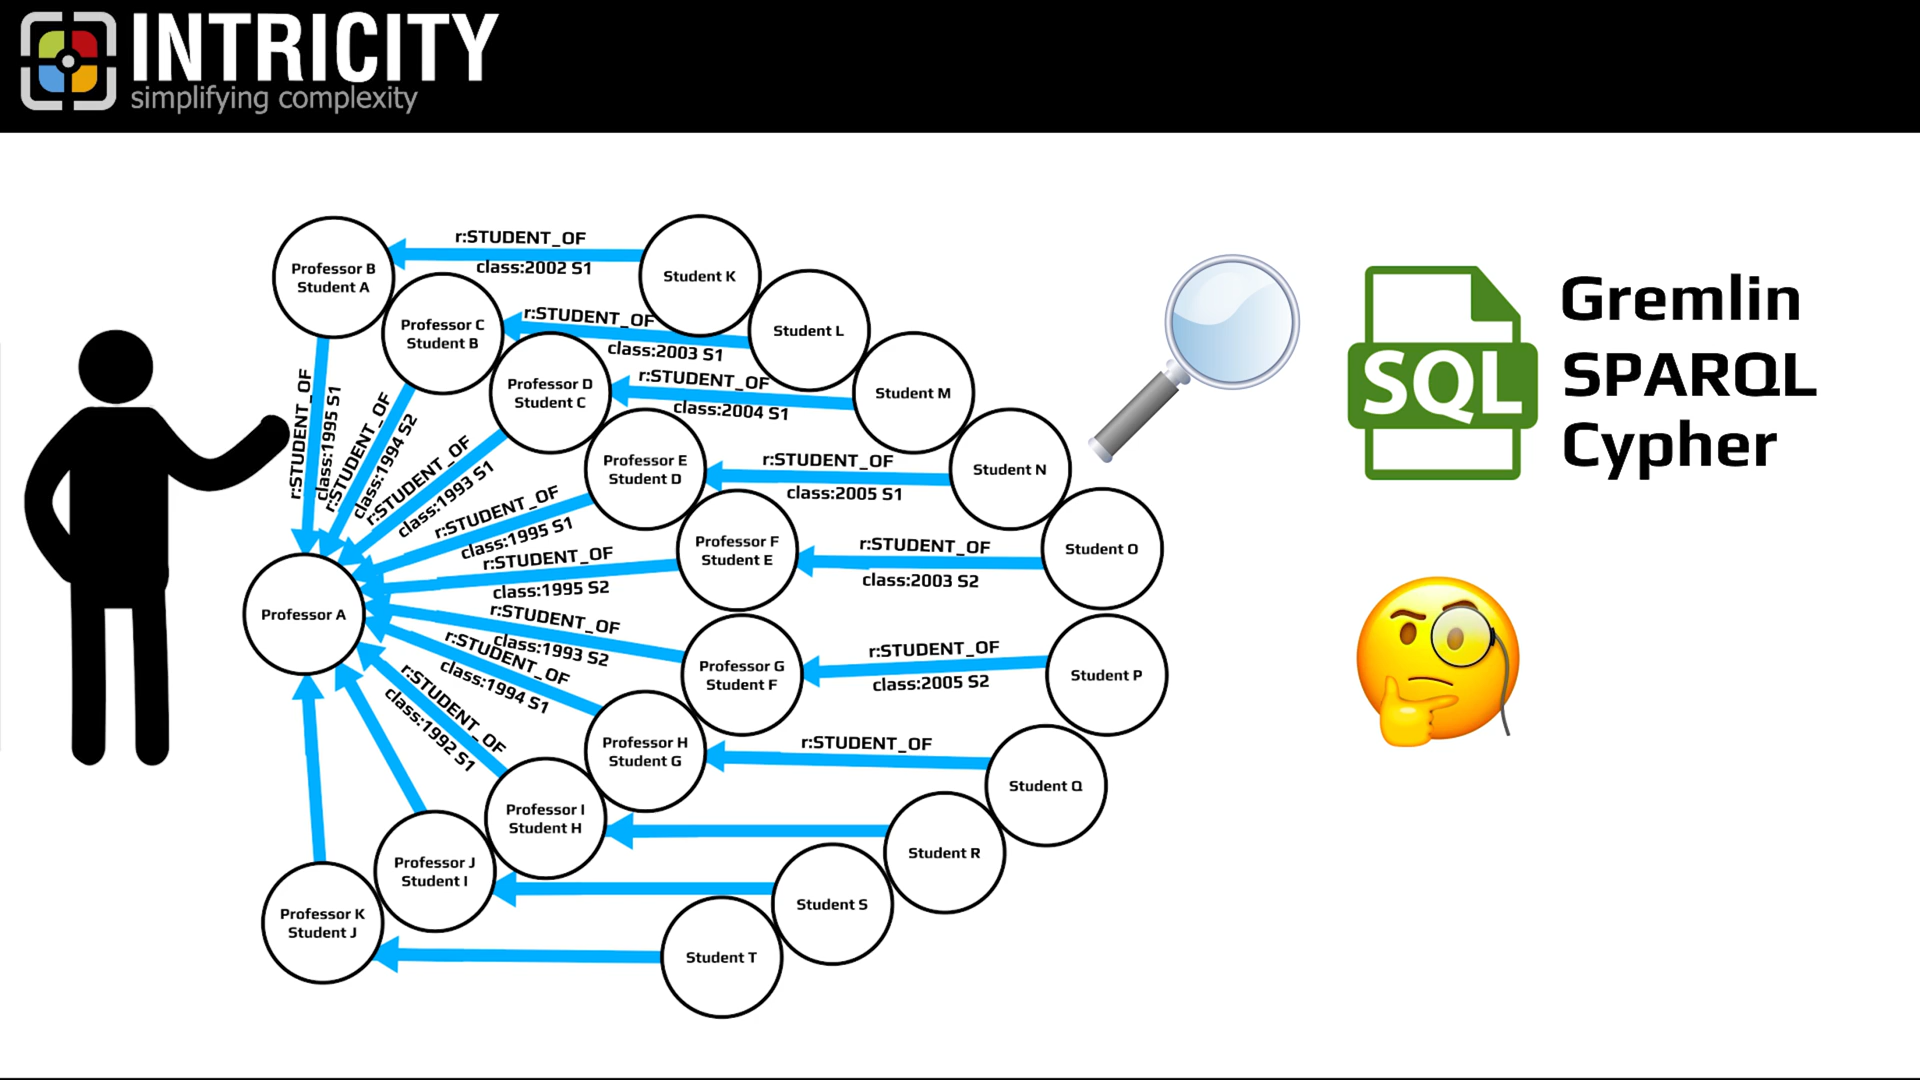 INTRICITY
simplifying complexity
r:STUDENT_OF
class:2002 S1
Professor B
Student A
Student K
r:STUDENT_OF
class:2003 S1
Professor C
Student B
Student L
r:STUDENT_OF
class:2004 S1
Professor D
Student C
Student M
r:STUDENT_OF
class:2005 S1
Professor E
Student D
Student N
r:STUDENT_OF
class:2003 S2
Professor F
Student E
Student O
r:STUDENT_OF
class:2005 S2
Professor G
Student F
Student P
r:STUDENT_OF
Professor H
Student G
Student Q
Professor I
Student H
Student R
Professor J
Student I
Student S
Professor K
Student J
Student T
Professor A
r:STUDENT_OF
class:1995 S1
r:STUDENT_OF
class:1994 S2
r:STUDENT_OF
class:1993 S1
r:STUDENT_OF
class:1995 S1
r:STUDENT_OF
class:1995 S2
r:STUDENT_OF
class:1993 S2
r:STUDENT_OF
class:1994 S1
r:STUDENT_OF
class:1992 S1
SQL
Gremlin
SPARQL
Cypher